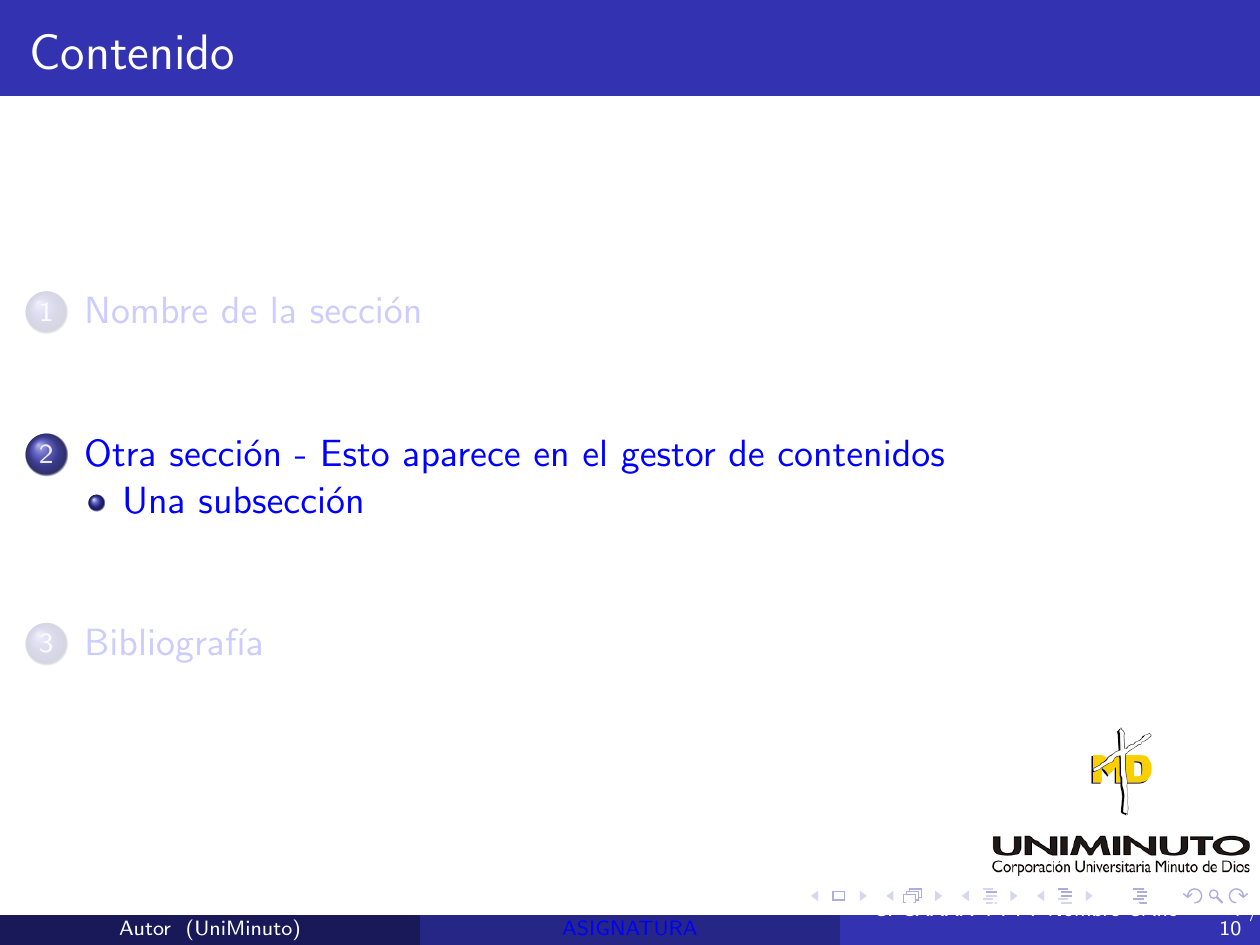 Contenido
1 Nombre de la sección
2 Otra sección - Esto aparece en el gestor de contenidos
Una subsección
3 Bibliografía
MD
UNIMINUTO
Corporación Universitaria Minuto de Dios
Autor (UniMinuto)
ASIGNATURA
10